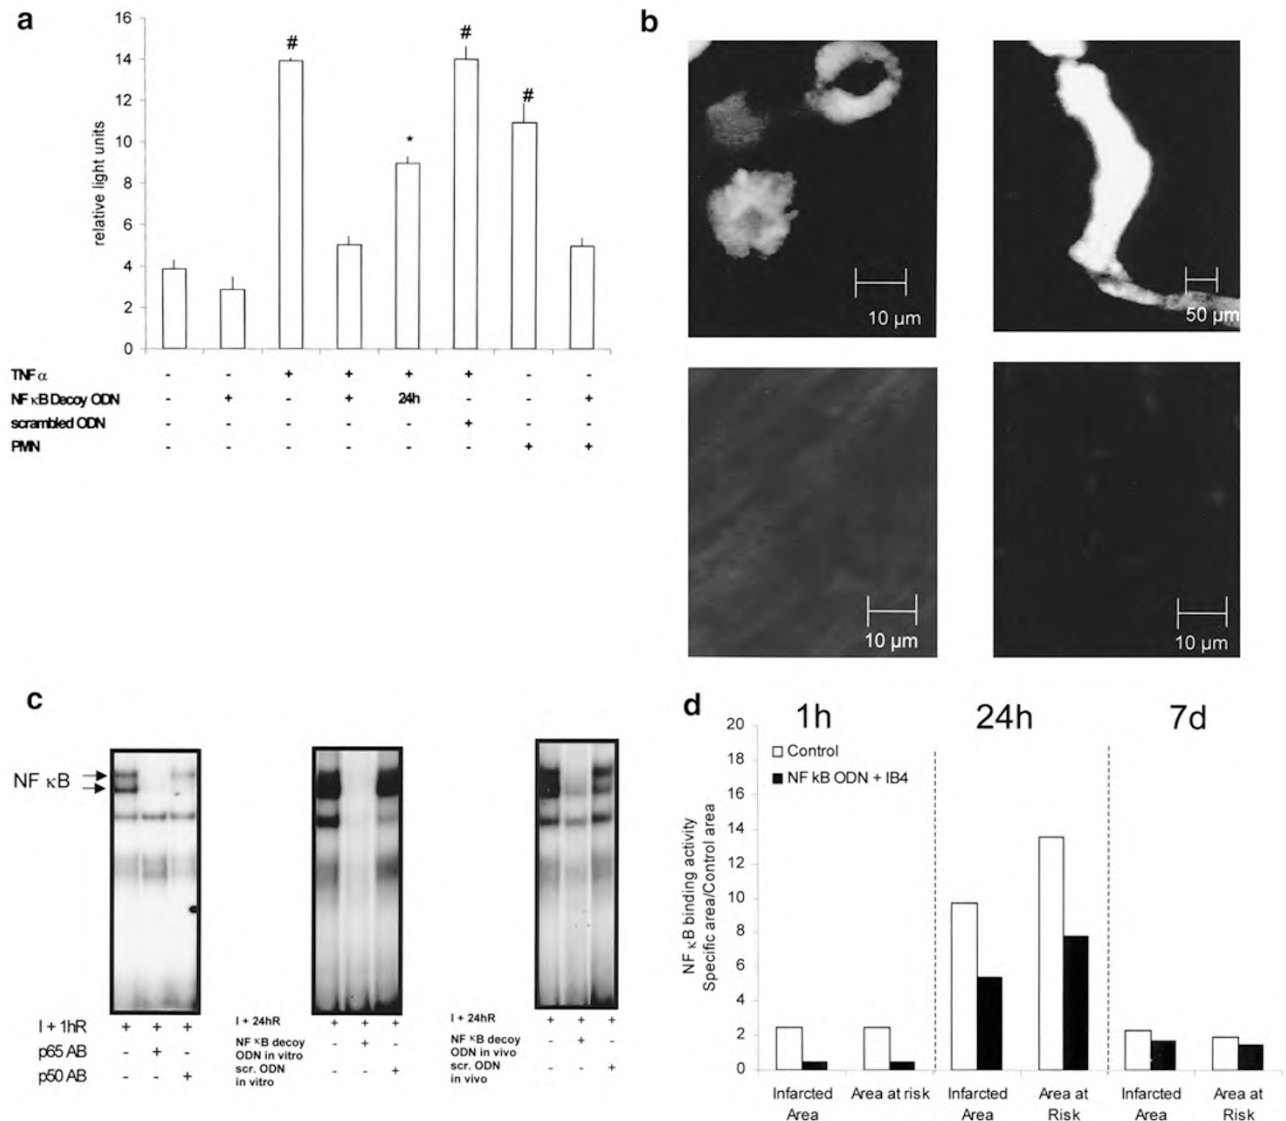 a
16
14
12
10
8
6
4
2
0
relative light units
#
*
#
#
TNF α - - + + + + - -
NF κB Decoy ODN - + - + 24h - - +
scrambled ODN - - - - - + - -
PMN - - - - - - + +
b
10 µm
50 µm
10 µm
10 µm
c
NF κB
I + 1hR + + +
p65 AB - + -
p50 AB - - +
I + 24hR + + +
NF κB decoy - + -
ODN in vitro
scr. ODN - - +
in vitro
I + 24hR + + +
NF κB decoy - + -
ODN in vivo
scr. ODN - - +
in vivo
d
1h 24h 7d
Control
NF kB ODN + IB4
NF κB binding activity
Specific area/Control area
20
18
16
14
12
10
8
6
4
2
0
Infarcted Area
Area at risk
Infarcted Area
Area at Risk
Infarcted Area
Area at Risk